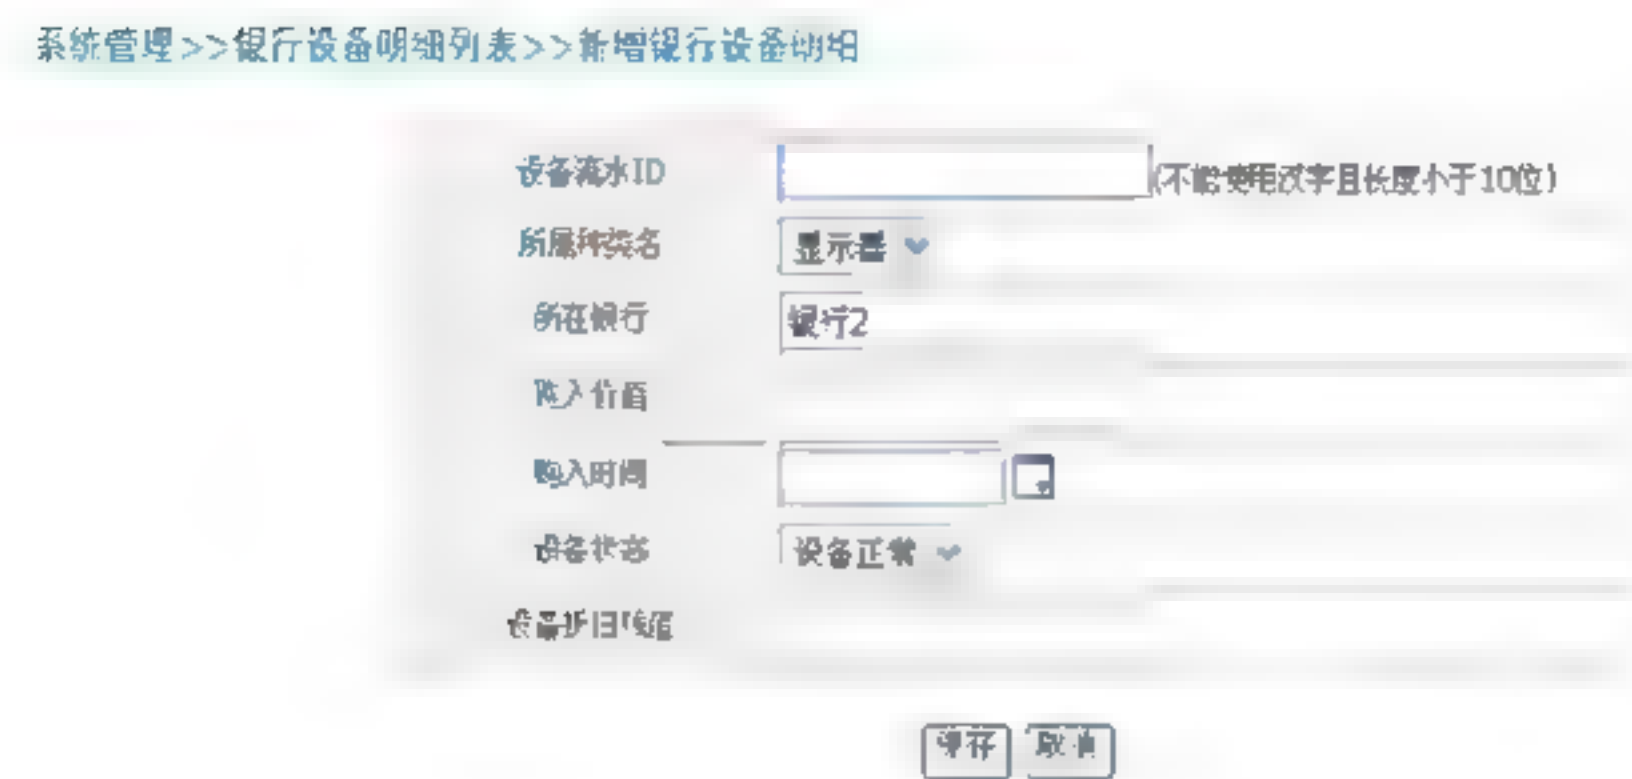 系统管理>>银行设备明细列表>>新增银行设备明细
设备流水ID (不能使用汉字且长度小于10位)
所属种类名 显示器
所在银行 银行2
购入价值
购入时间
设备状态 设备正常
设备折旧残值
保存 取消